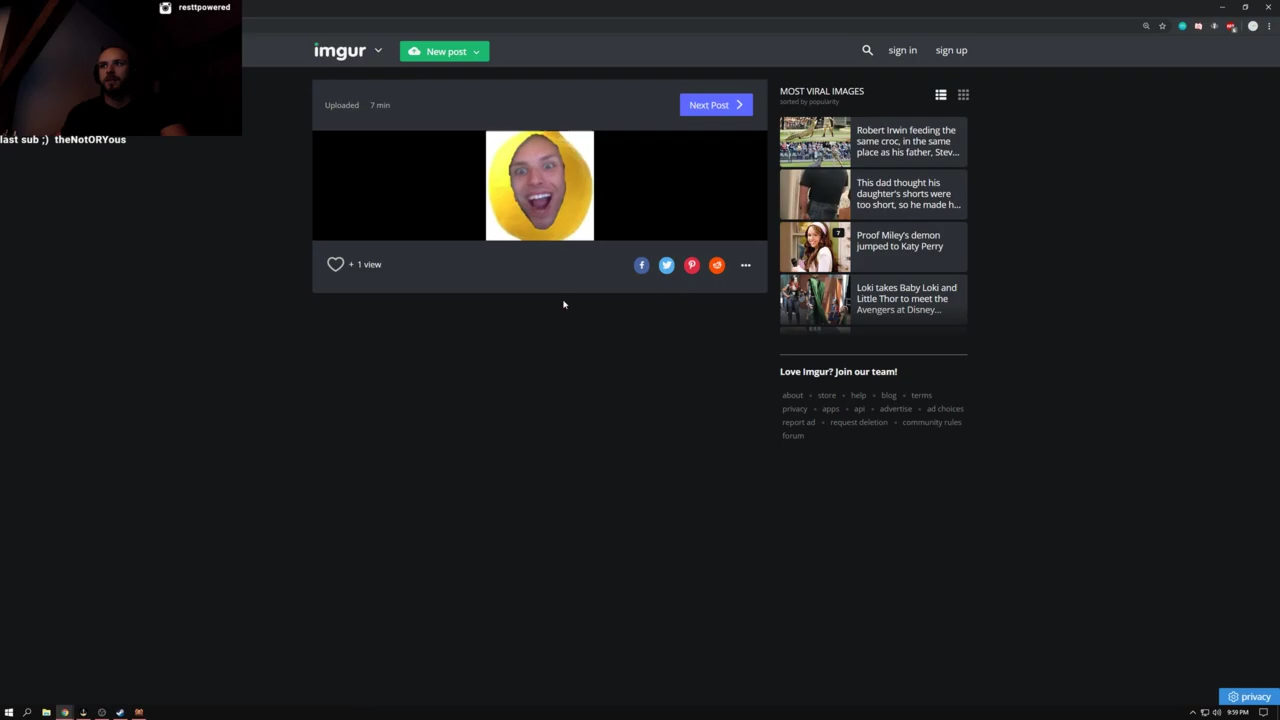 resttpowered
last sub ;) theNotORYous
imgur
New post
sign in
sign up
Uploaded 7 min
Next Post
+ 1 view
MOST VIRAL IMAGES
sorted by popularity
Robert Irwin feeding the
same croc, in the same
place as his father, Stev...
This dad thought his
daughter's shorts were
too short, so he made h...
7
Proof Miley's demon
jumped to Katy Perry
Loki takes Baby Loki and
Little Thor to meet the
Avengers at Disney...
Love Imgur? Join our team!
about • store • help • blog • terms
privacy • apps • api • advertise • ad choices
report ad • request deletion • community rules
forum
privacy
9:59 PM